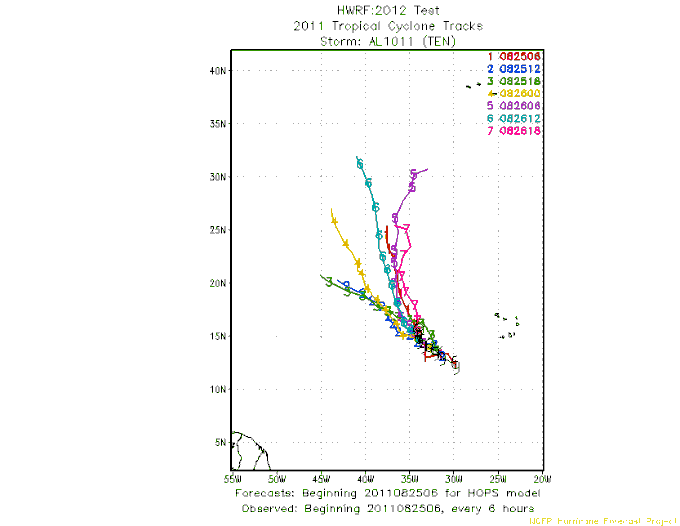 HWRF:2012 Test
2011 Tropical Cyclone Tracks
Storm: AL1011 (TEN)
1 082506
2 082512
3 082518
4 082600
5 082606
6 082612
7 082618
40N
35N
30N
25N
20N
15N
10N
5N
55W 50W 45W 40W 35W 30W 25W 20W
Forecasts: Beginning 2011082506 for HOPS model
Observed: Beginning 2011082506, every 6 hours
NCEP Hurricane Forecast Project